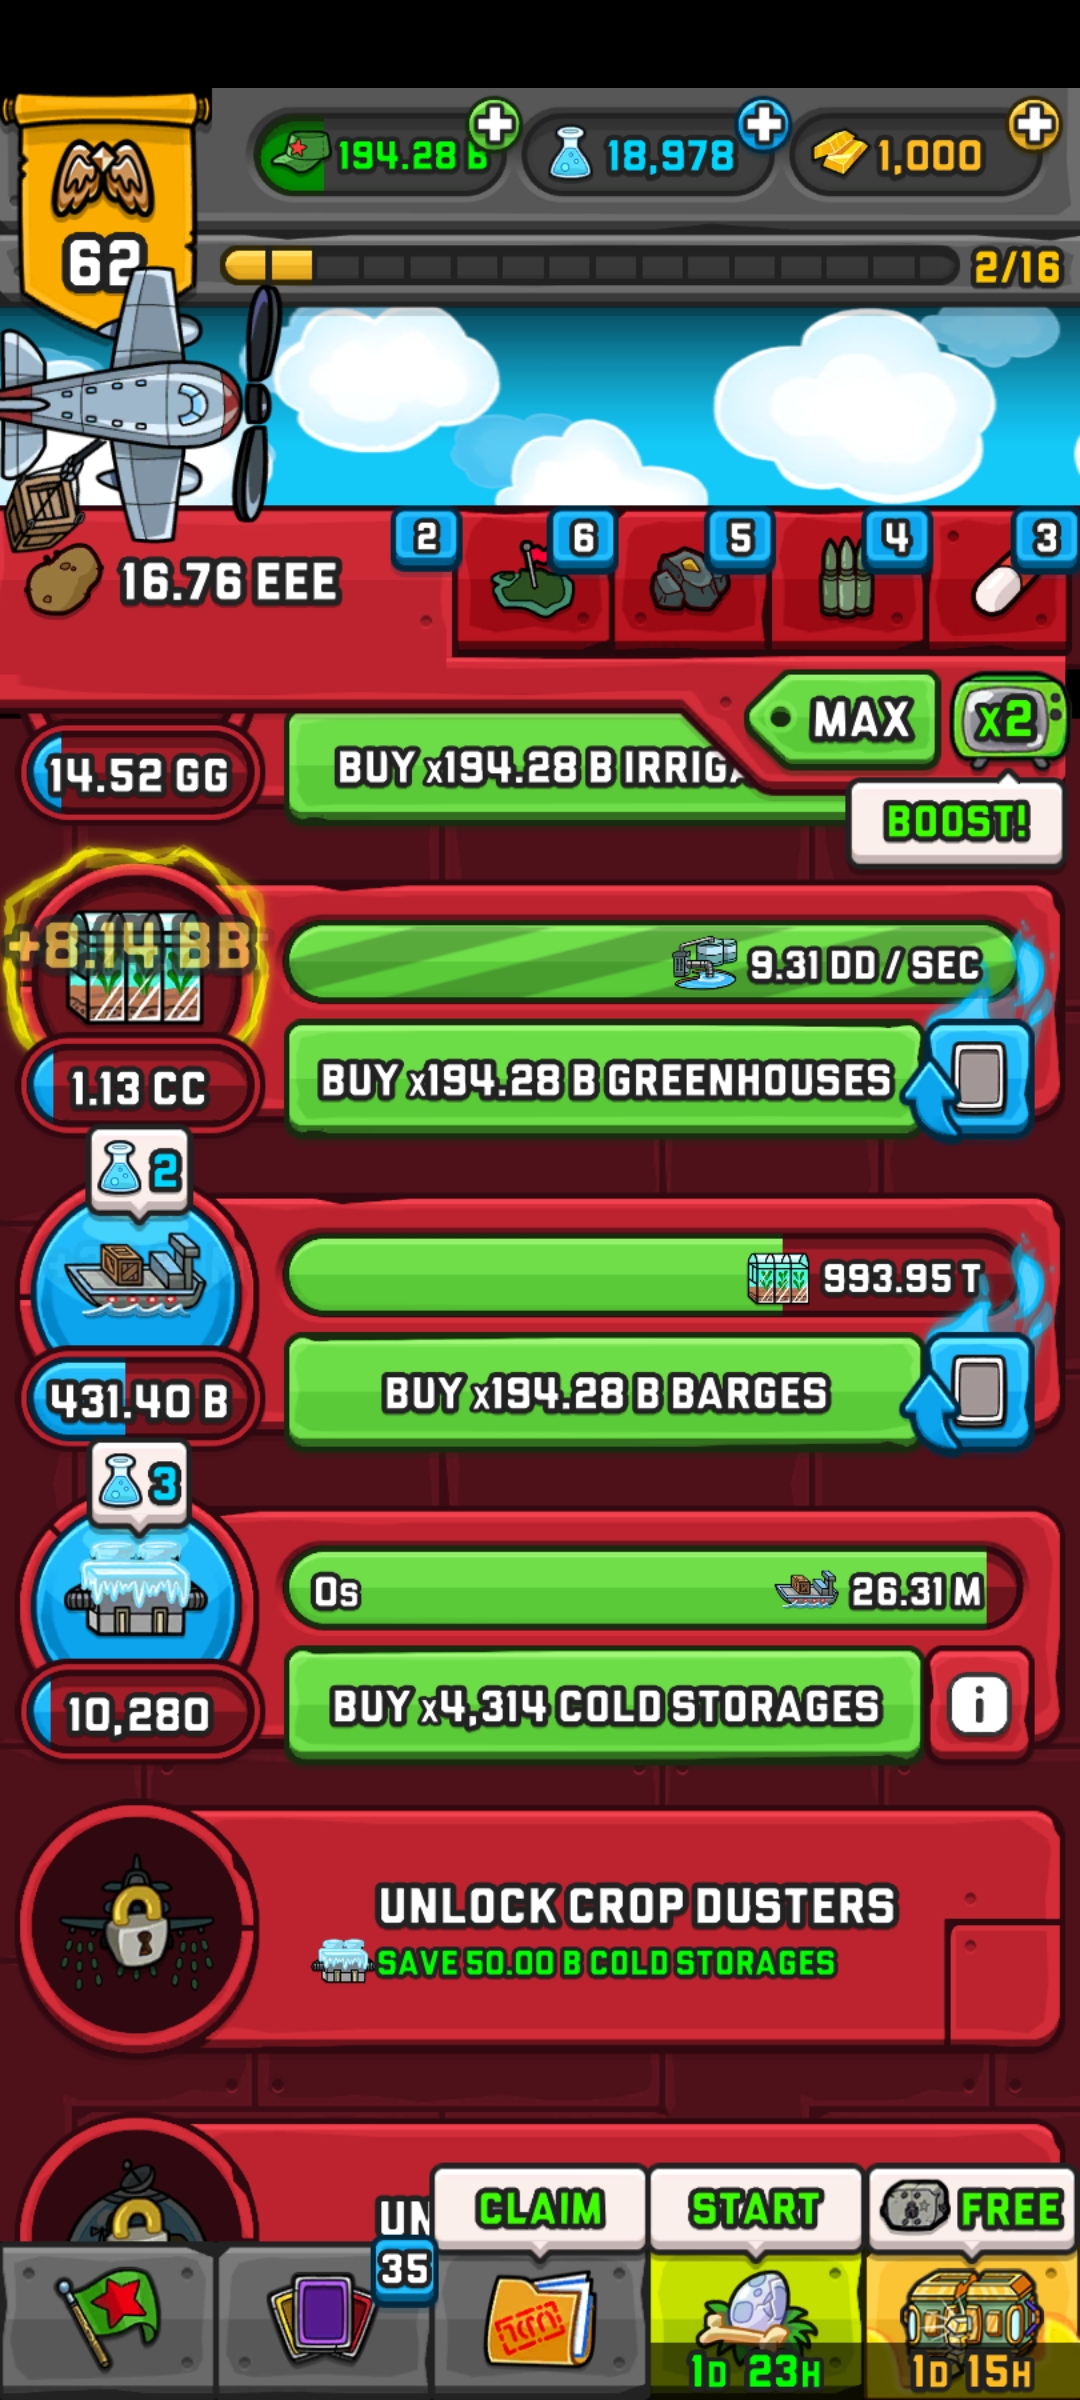 194.28 B
18,978
1,000
62
2/16
16.76 EEE
2
6
5
4
3
MAX
x2
BOOST!
14.52 GG
BUY x194.28 B IRRIGA
+8.14 BB
9.31 DD / SEC
1.13 CC
BUY x194.28 B GREENHOUSES
2
993.95 T
431.40 B
BUY x194.28 B BARGES
3
0s
26.31 M
10,280
BUY x4,314 COLD STORAGES
i
UNLOCK CROP DUSTERS
SAVE 50.00 B COLD STORAGES
UN
CLAIM
START
FREE
35
1D 23H
1D 15H